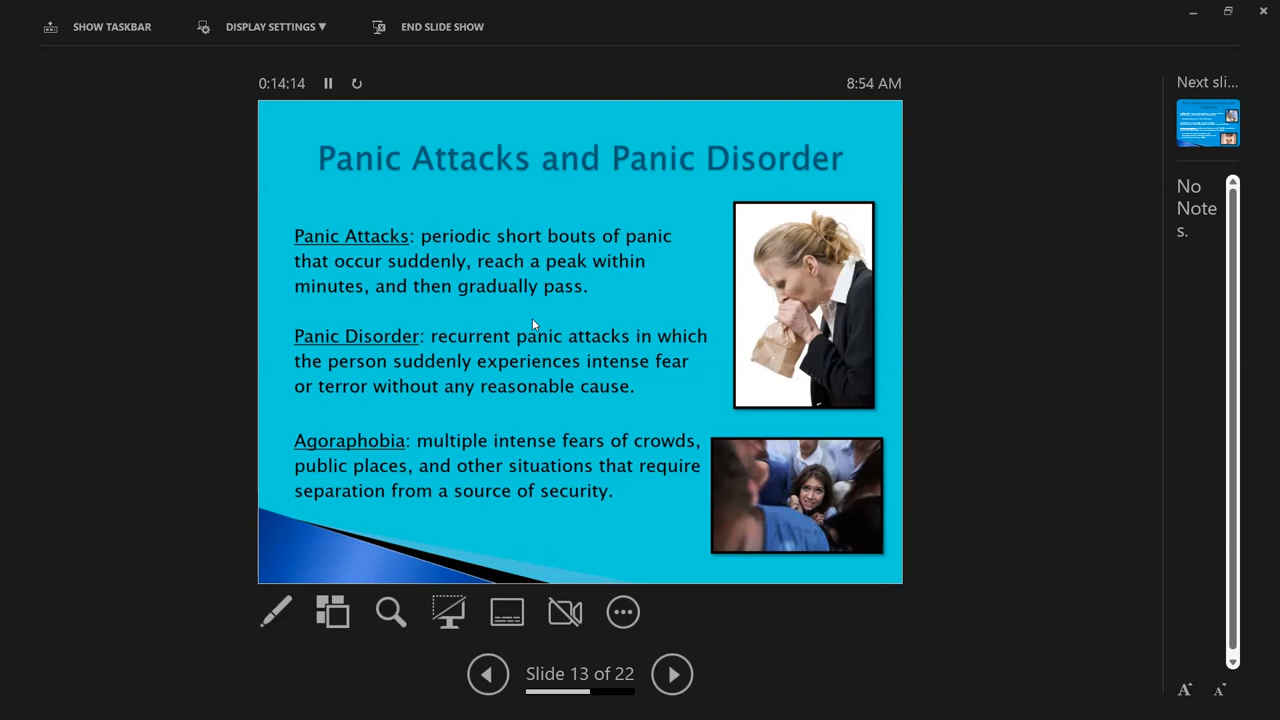 SHOW TASKBAR
DISPLAY SETTINGS ▼
END SLIDE SHOW
0:14:14
8:54 AM
Next sli...
Panic Attacks and Panic Disorder
Panic Attacks: periodic short bouts of panic
that occur suddenly, reach a peak within
minutes, and then gradually pass.
Panic Disorder: recurrent panic attacks in which
the person suddenly experiences intense fear
or terror without any reasonable cause.
Agoraphobia: multiple intense fears of crowds,
public places, and other situations that require
separation from a source of security.
No
Note
s.
Slide 13 of 22
A
A